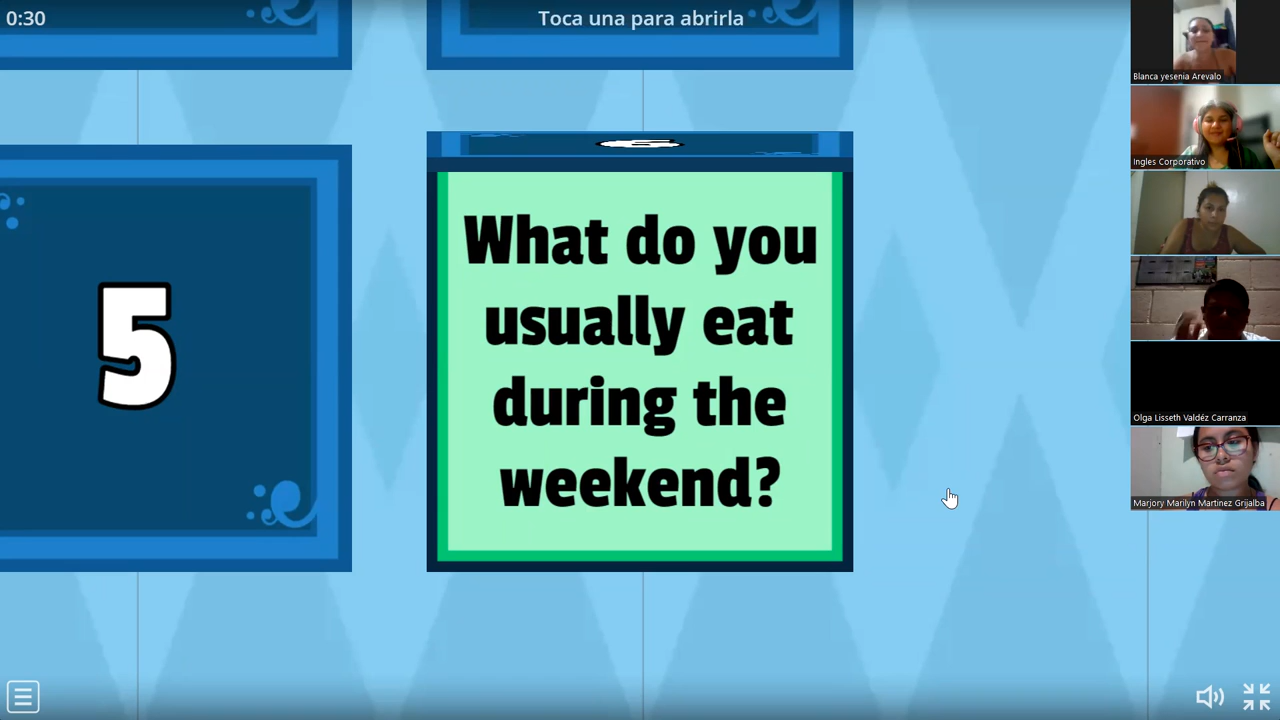 0:30
Toca una para abrirla
5
What do you
usually eat
during the
weekend?
Blanca yesenia Arevalo
Ingles Corporativo
Olga Lisseth Valdéz Carranza
Marjory Marilyn Martinez Grijalba